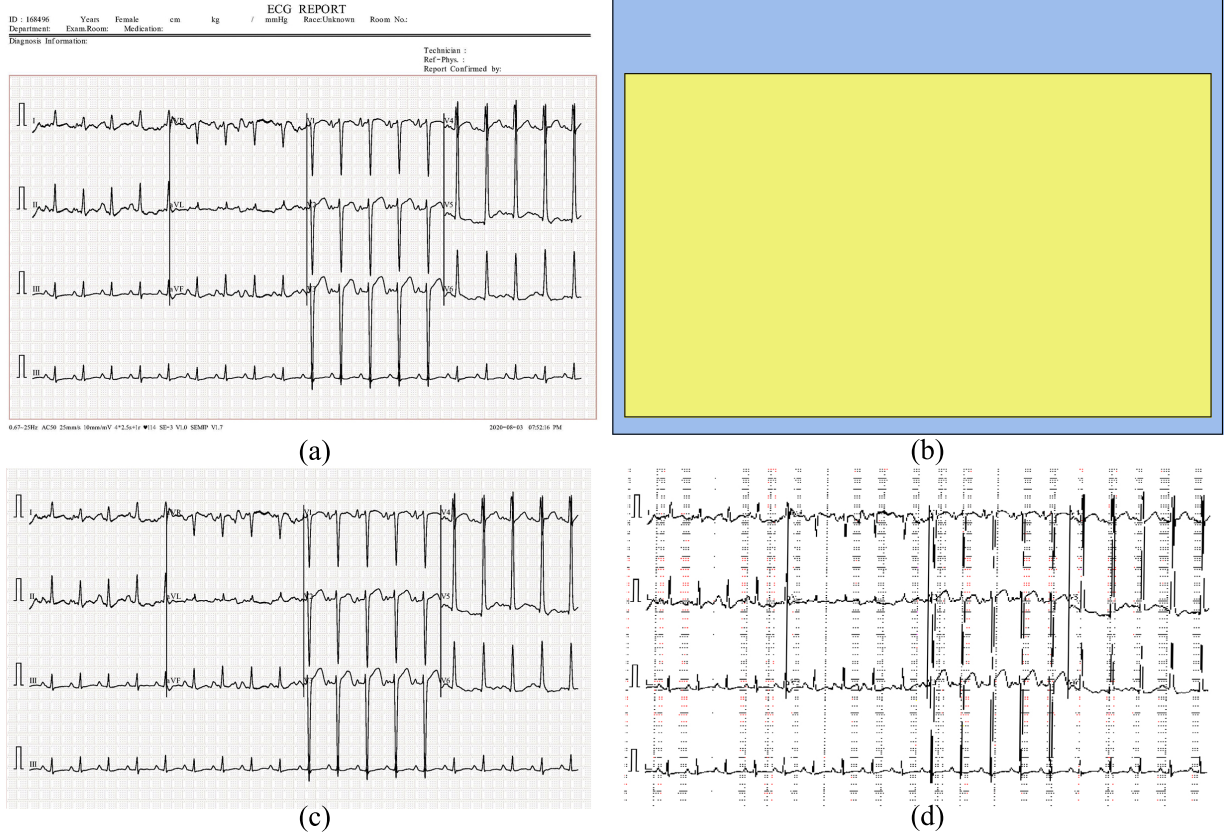 ECG REPORT
ID : 168496 Years Female cm kg / mmHg Race:Unknown Room No.:
Department: Exam.Room: Medication:
Diagnosis Information:
Technician :
Ref-Phys. :
Report Confirmed by:
I aVR V1 V4
II aVL V2 V5
III aVF V3 V6
III
0.67~25Hz AC50 25mm/s 10mm/mV 4*2.5s+1r ♥114 SE-3 V1.0 SEMIP V1.7 2020-08-03 07:52:16 PM
(a)
(b)
I aVR V1 V4
II aVL V5
III aVF V6
III
(c)
(d)